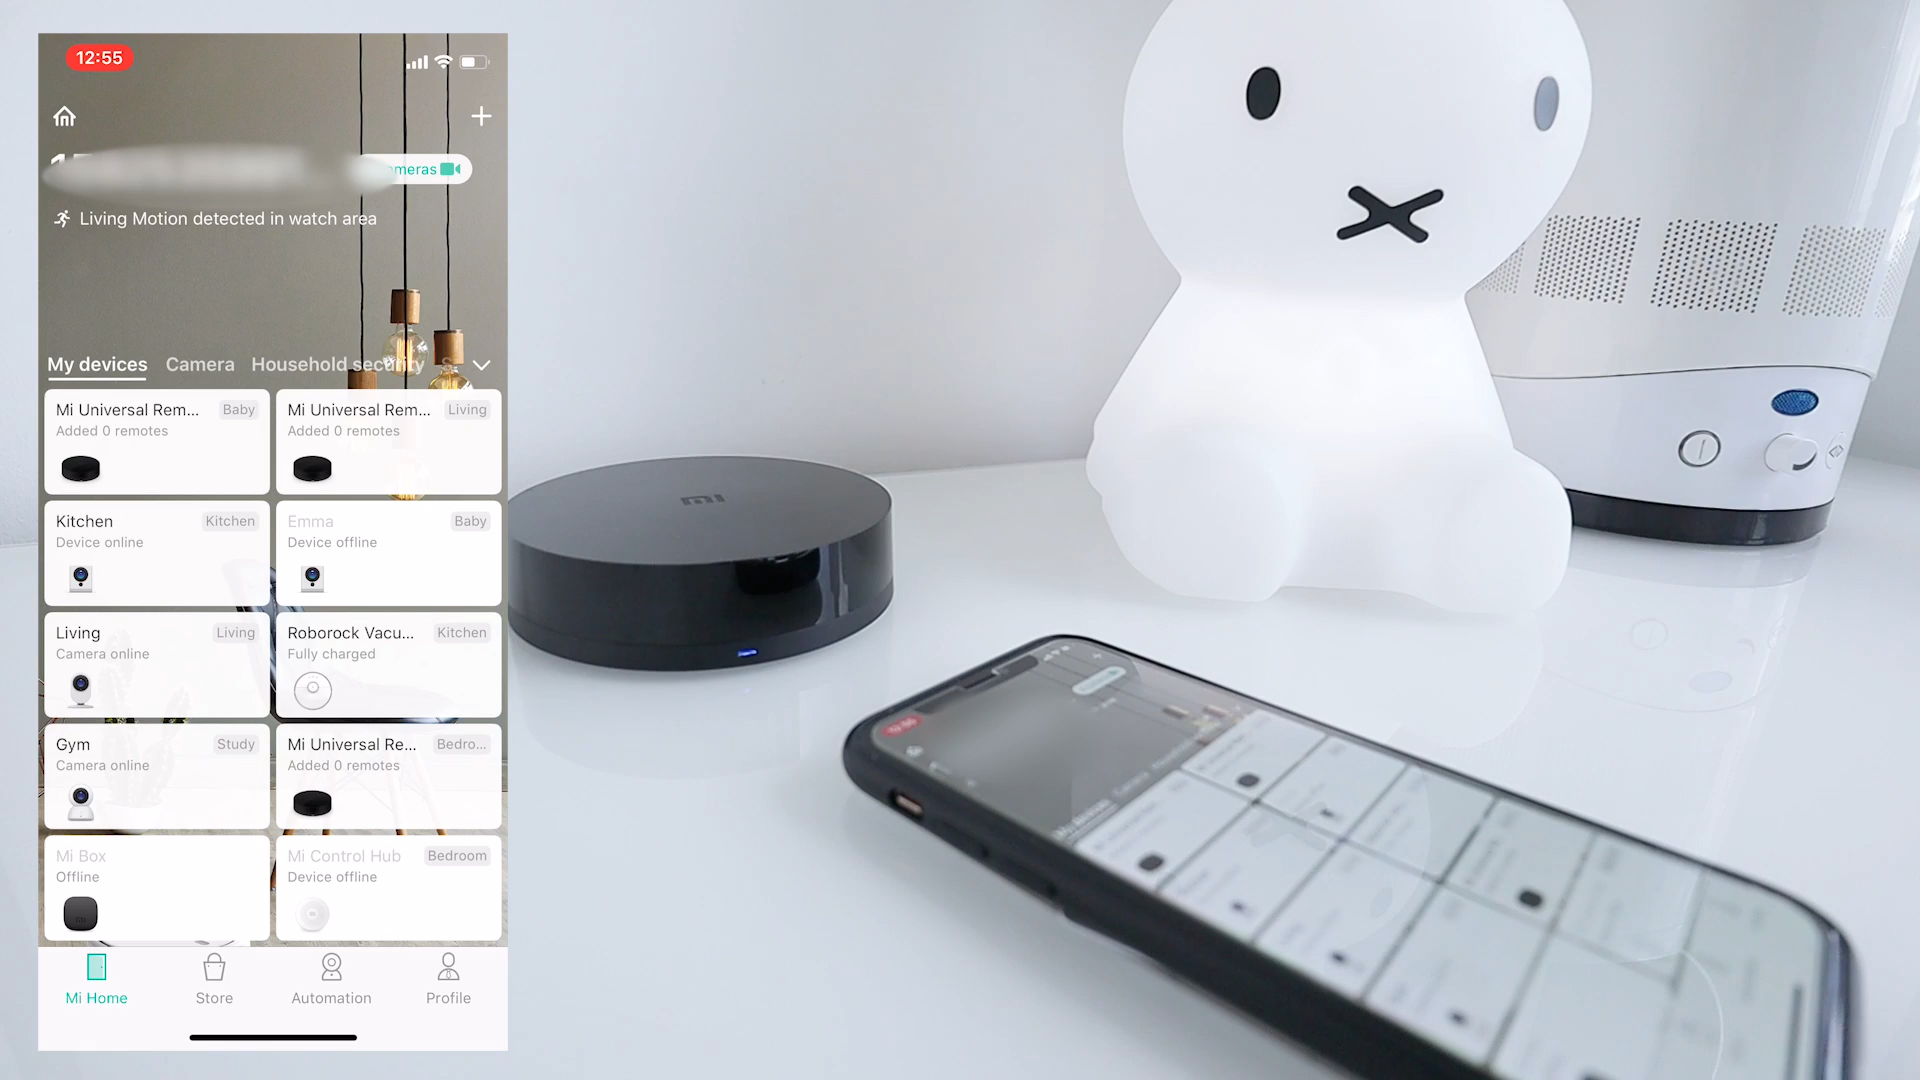 12:55
meras
Living Motion detected in watch area
My devices Camera Household security
Mi Universal Rem... Baby
Added 0 remotes
Mi Universal Rem... Living
Added 0 remotes
Kitchen Kitchen
Device online
Emma Baby
Device offline
Living Living
Camera online
Roborock Vacu... Kitchen
Fully charged
Gym Study
Camera online
Mi Universal Re... Bedro...
Added 0 remotes
Mi Box
Offline
Mi Control Hub Bedroom
Device offline
Mi Home Store Automation Profile
MI